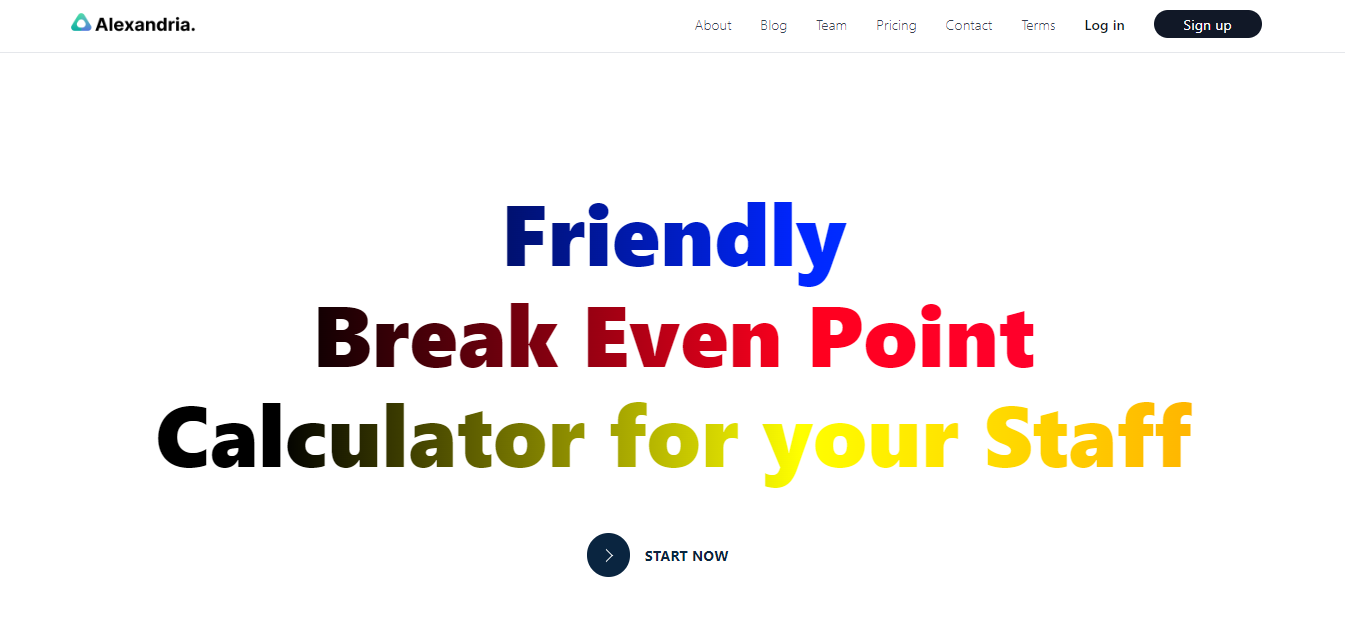 Alexandria.
About Blog Team Pricing Contact Terms Log in Sign up
Friendly
Break Even Point
Calculator for your Staff
START NOW